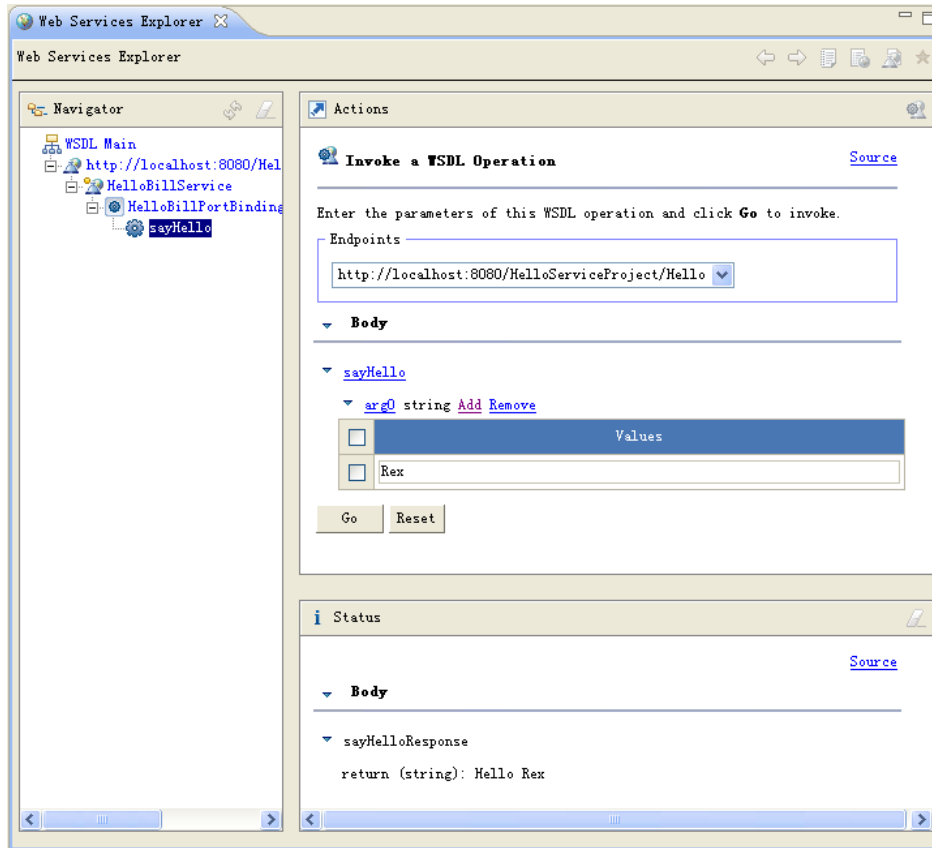 Web Services Explorer
Web Services Explorer
Navigator
WSDL Main
http://localhost:8080/Hel
HelloBillService
HelloBillPortBinding
sayHello
Actions
Invoke a WSDL Operation
Source
Enter the parameters of this WSDL operation and click Go to invoke.
Endpoints
http://localhost:8080/HelloServiceProject/Hello
Body
sayHello
arg0 string Add Remove
Values
Rex
Go Reset
Status
Source
Body
sayHelloResponse
return (string): Hello Rex